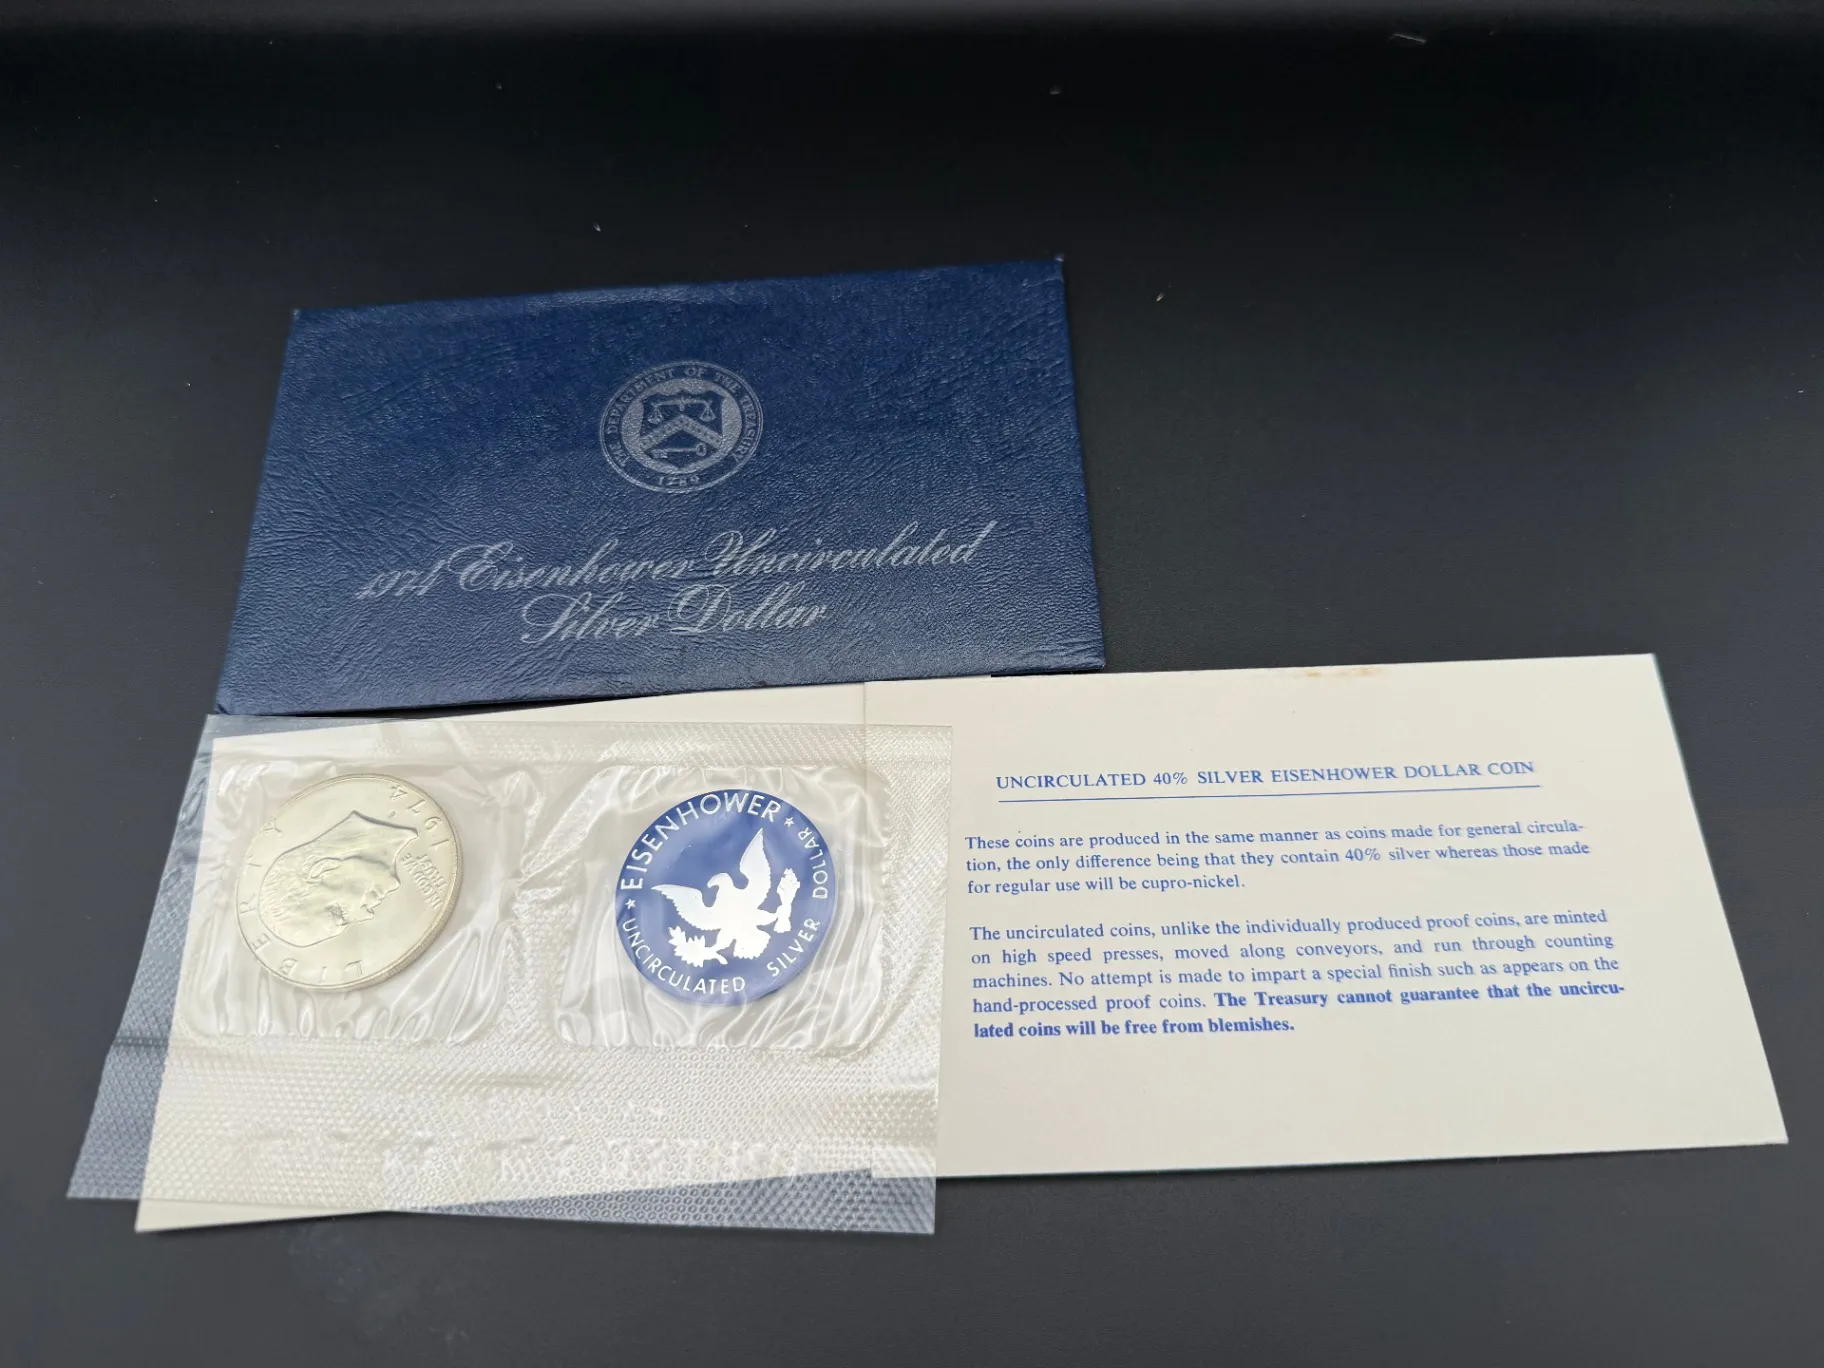 THE DEPARTMENT OF THE TREASURY
1789
1974 Eisenhower Uncirculated
Silver Dollar
LIBERTY
IN GOD
WE TRUST
1974
★ EISENHOWER ★
UNCIRCULATED SILVER DOLLAR
UNCIRCULATED 40% SILVER EISENHOWER DOLLAR COIN
These coins are produced in the same manner as coins made for general circula-
tion, the only difference being that they contain 40% silver whereas those made
for regular use will be cupro-nickel.
The uncirculated coins, unlike the individually produced proof coins, are minted
on high speed presses, moved along conveyors, and run through counting
machines. No attempt is made to impart a special finish such as appears on the
hand-processed proof coins. The Treasury cannot guarantee that the uncircu-
lated coins will be free from blemishes.